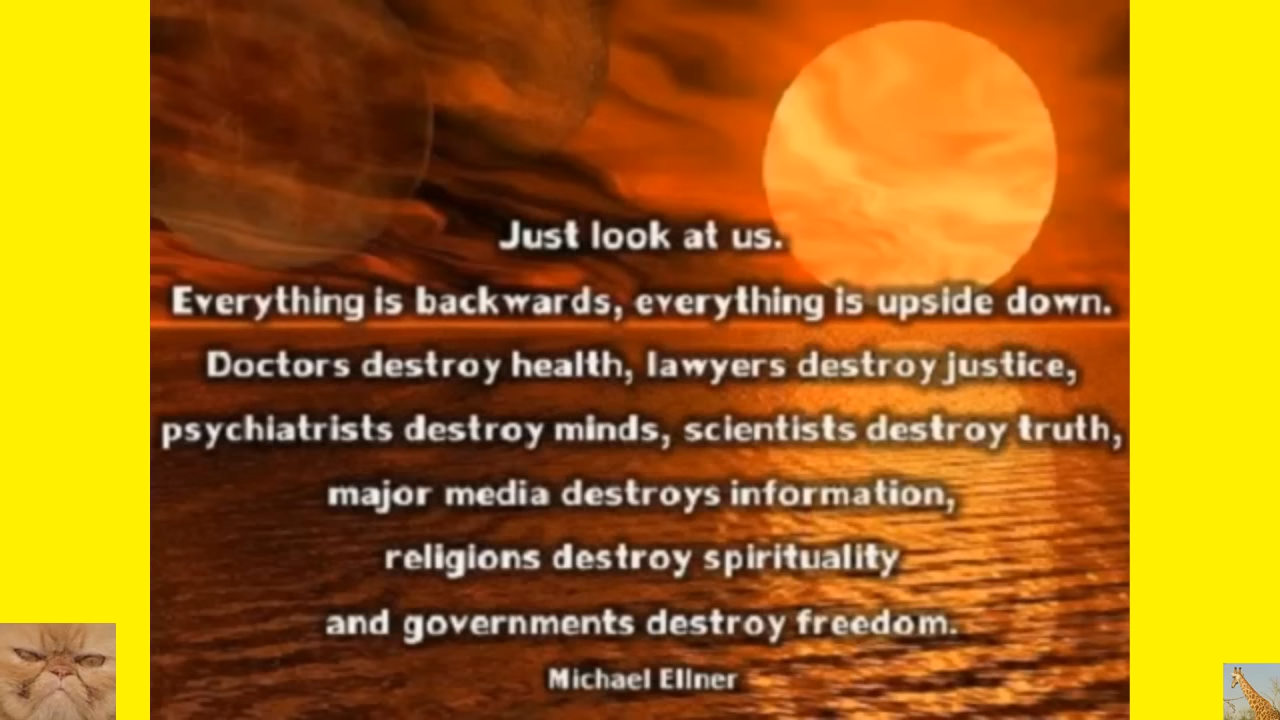 Just look at us.
Everything is backwards, everything is upside down.
Doctors destroy health, lawyers destroy justice,
psychiatrists destroy minds, scientists destroy truth,
major media destroys information,
religions destroy spirituality
and governments destroy freedom.
Michael Ellner